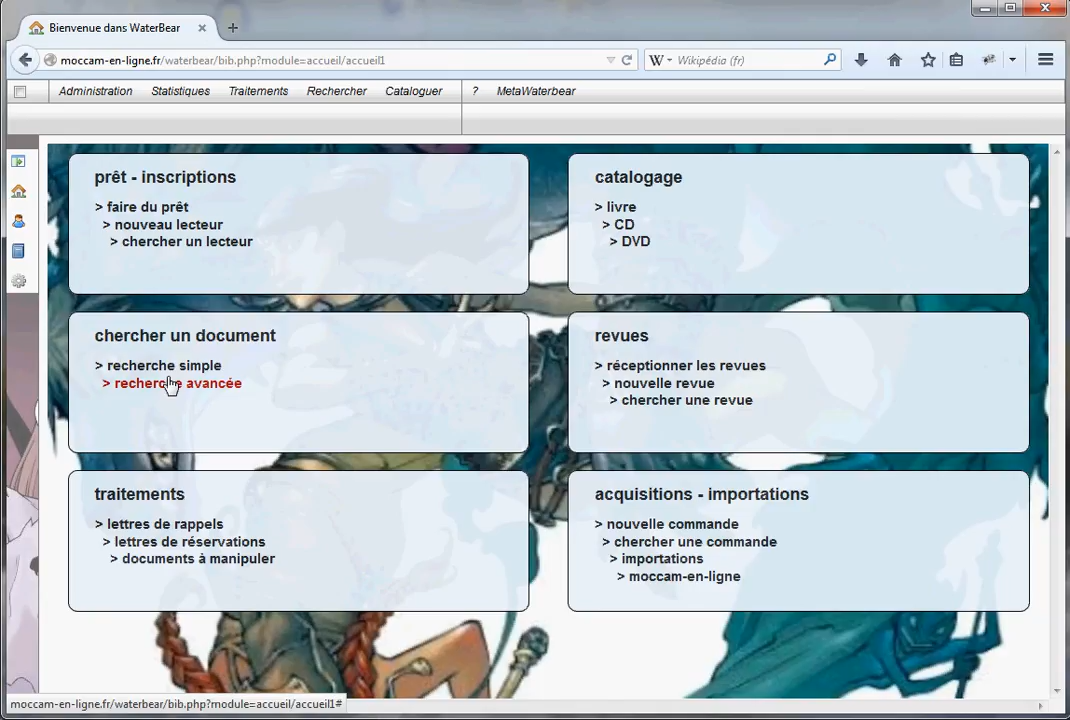 Bienvenue dans WaterBear
moccam-en-ligne.fr/waterbear/bib.php?module=accueil/accueil1
W Wikipédia (fr)
Administration Statistiques Traitements Rechercher Cataloguer ? MetaWaterbear
prêt - inscriptions
> faire du prêt
> nouveau lecteur
> chercher un lecteur
catalogage
> livre
> CD
> DVD
chercher un document
> recherche simple
> recherche avancée
revues
> réceptionner les revues
> nouvelle revue
> chercher une revue
traitements
> lettres de rappels
> lettres de réservations
> documents à manipuler
acquisitions - importations
> nouvelle commande
> chercher une commande
> importations
> moccam-en-ligne
moccam-en-ligne.fr/waterbear/bib.php?module=accueil/accueil1#